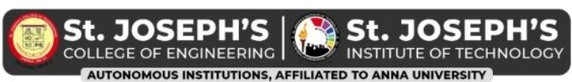 St. JOSEPH'S
COLLEGE OF ENGINEERING
St. JOSEPH'S
INSTITUTE OF TECHNOLOGY
AUTONOMOUS INSTITUTIONS, AFFILIATED TO ANNA UNIVERSITY